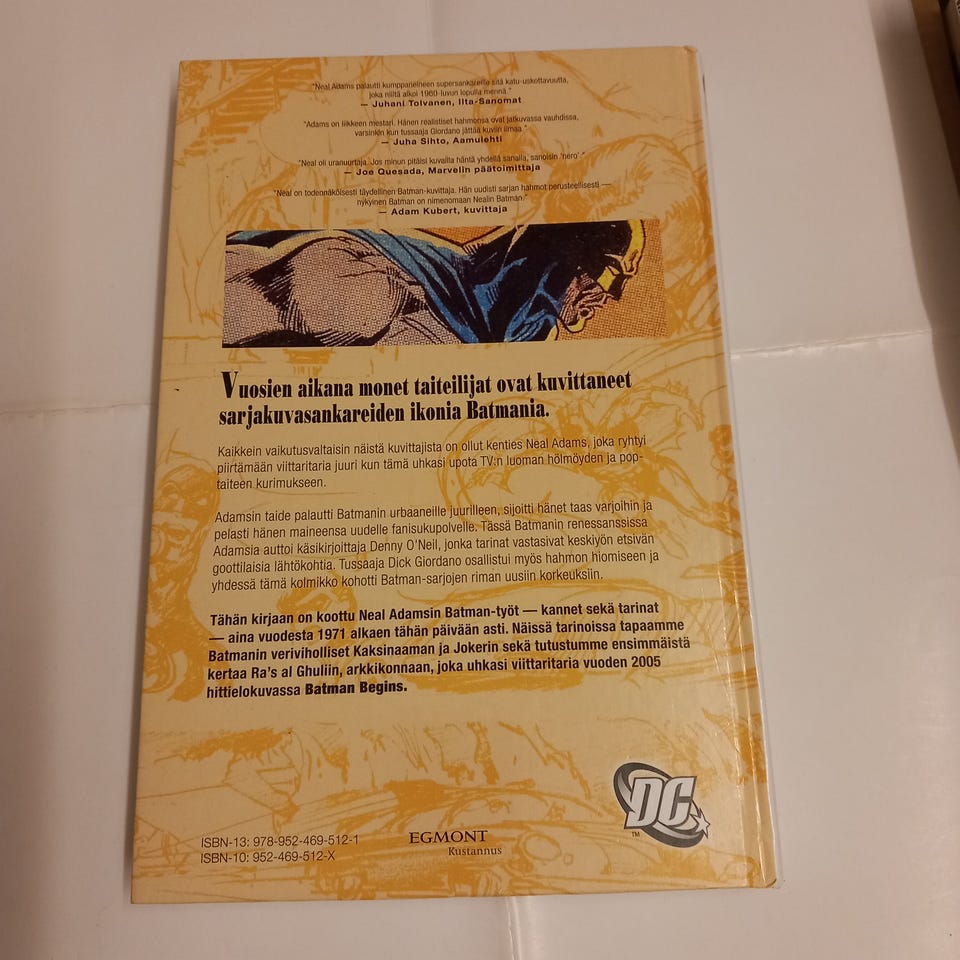 "Neal Adams palautti kumppaneineen supersankareille sitä katu-uskottavuutta,
joka niiltä alkoi 1960-luvun lopulla mennä."
— Juhani Tolvanen, Ilta-Sanomat
"Adams on liikkeen mestari. Hänen realistiset hahmonsa ovat jatkuvassa vauhdissa,
varsinkin kun tussaaja Giordano jättää kuviin ilmaa."
— Juha Sihto, Aamulehti
"Neal oli uranuurtaja. Jos minun pitäisi kuvailla häntä yhdellä sanalla, sanoisin 'nero'."
— Joe Quesada, Marvelin päätoimittaja
"Neal on todennäköisesti täydellinen Batman-kuvittaja. Hän uudisti sarjan hahmot perusteellisesti —
nykyinen Batman on nimenomaan Nealin Batman."
— Adam Kubert, kuvittaja
Vuosien aikana monet taiteilijat ovat kuvittaneet
sarjakuvasankareiden ikonia Batmania.
Kaikkein vaikutusvaltaisin näistä kuvittajista on ollut kenties Neal Adams, joka ryhtyi
piirtämään viittaritaria juuri kun tämä uhkasi upota TV:n luoman hölmöyden ja pop-
taiteen kurimukseen.
Adamsin taide palautti Batmanin urbaaneille juurilleen, sijoitti hänet taas varjoihin ja
pelasti hänen maineensa uudelle fanisukupolvelle. Tässä Batmanin renessanssissa
Adamsia auttoi käsikirjoittaja Denny O'Neil, jonka tarinat vastasivat keskiyön etsivän
goottilaisia lähtökohtia. Tussaaja Dick Giordano osallistui myös hahmon hiomiseen ja
yhdessä tämä kolmikko kohotti Batman-sarjojen riman uusiin korkeuksiin.
Tähän kirjaan on koottu Neal Adamsin Batman-työt — kannet sekä tarinat
— aina vuodesta 1971 alkaen tähän päivään asti. Näissä tarinoissa tapaamme
Batmanin veriviholliset Kaksinaaman ja Jokerin sekä tutustumme ensimmäistä
kertaa Ra's al Ghuliin, arkkikonnaan, joka uhkasi viittaritaria vuoden 2005
hittielokuvassa Batman Begins.
DC
TM
ISBN-13: 978-952-469-512-1
ISBN-10: 952-469-512-X
EGMONT
Kustannus